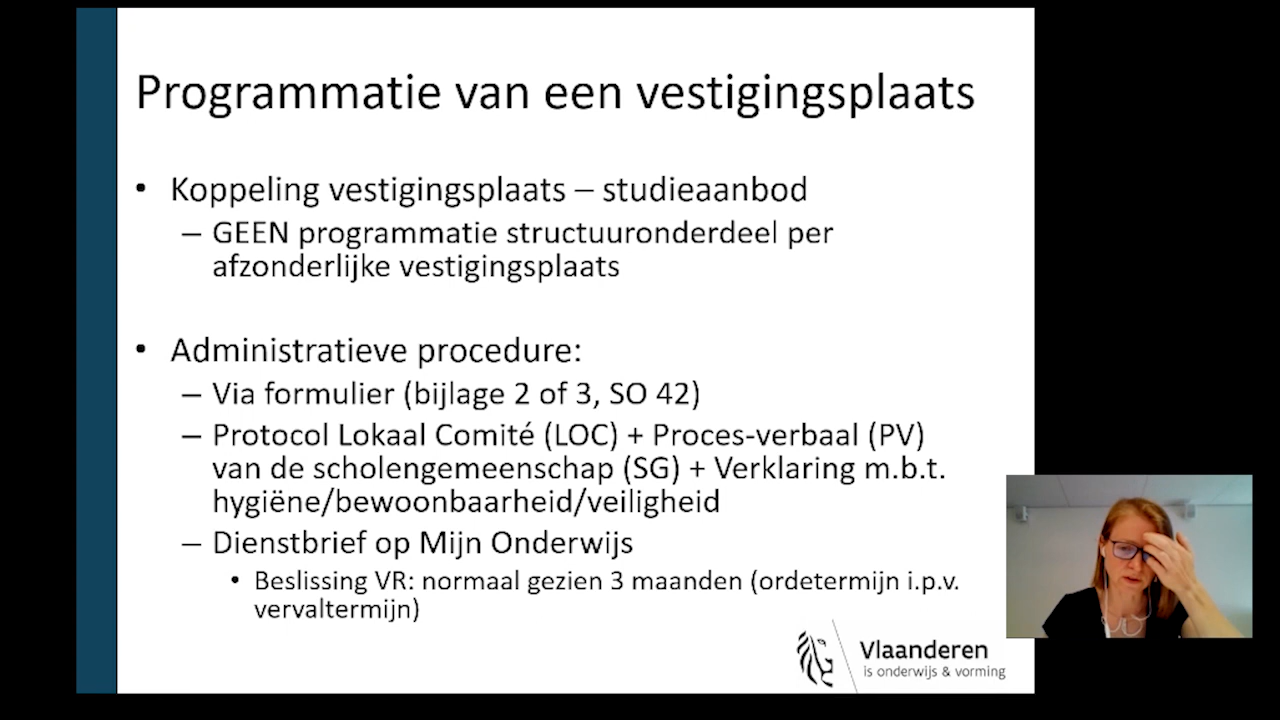 Programmatie van een vestigingsplaats
• Koppeling vestigingsplaats – studieaanbod
– GEEN programmatie structuuronderdeel per
afzonderlijke vestigingsplaats
• Administratieve procedure:
– Via formulier (bijlage 2 of 3, SO 42)
– Protocol Lokaal Comité (LOC) + Proces-verbaal (PV)
van de scholengemeenschap (SG) + Verklaring m.b.t.
hygiëne/bewoonbaarheid/veiligheid
– Dienstbrief op Mijn Onderwijs
• Beslissing VR: normaal gezien 3 maanden (ordetermijn i.p.v.
vervaltermijn)
Vlaanderen
is onderwijs & vorming